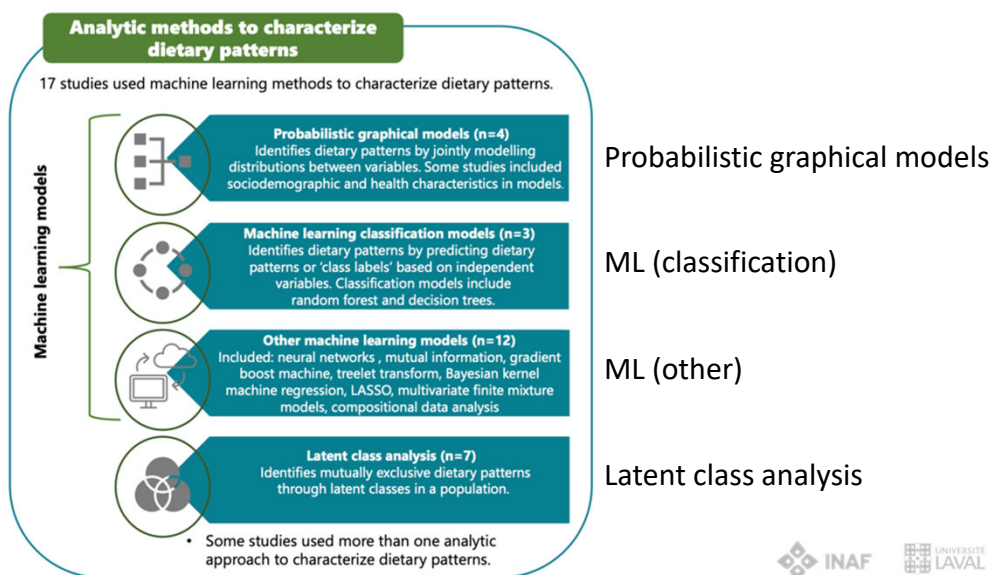 Analytic methods to characterize
dietary patterns
17 studies used machine learning methods to characterize dietary patterns.
Machine learning models
Probabilistic graphical models (n=4)
Identifies dietary patterns by jointly modelling
distributions between variables. Some studies included
sociodemographic and health characteristics in models.
Probabilistic graphical models
Machine learning classification models (n=3)
Identifies dietary patterns by predicting dietary
patterns or 'class labels' based on independent
variables. Classification models include
random forest and decision trees.
ML (classification)
Other machine learning models (n=12)
Included: neural networks , mutual information, gradient
boost machine, treelet transform, Bayesian kernel
machine regression, LASSO, multivariate finite mixture
models, compositional data analysis
ML (other)
Latent class analysis (n=7)
Identifies mutually exclusive dietary patterns
through latent classes in a population.
Latent class analysis
• Some studies used more than one analytic
approach to characterize dietary patterns.
INAF
UNIVERSITÉ
LAVAL